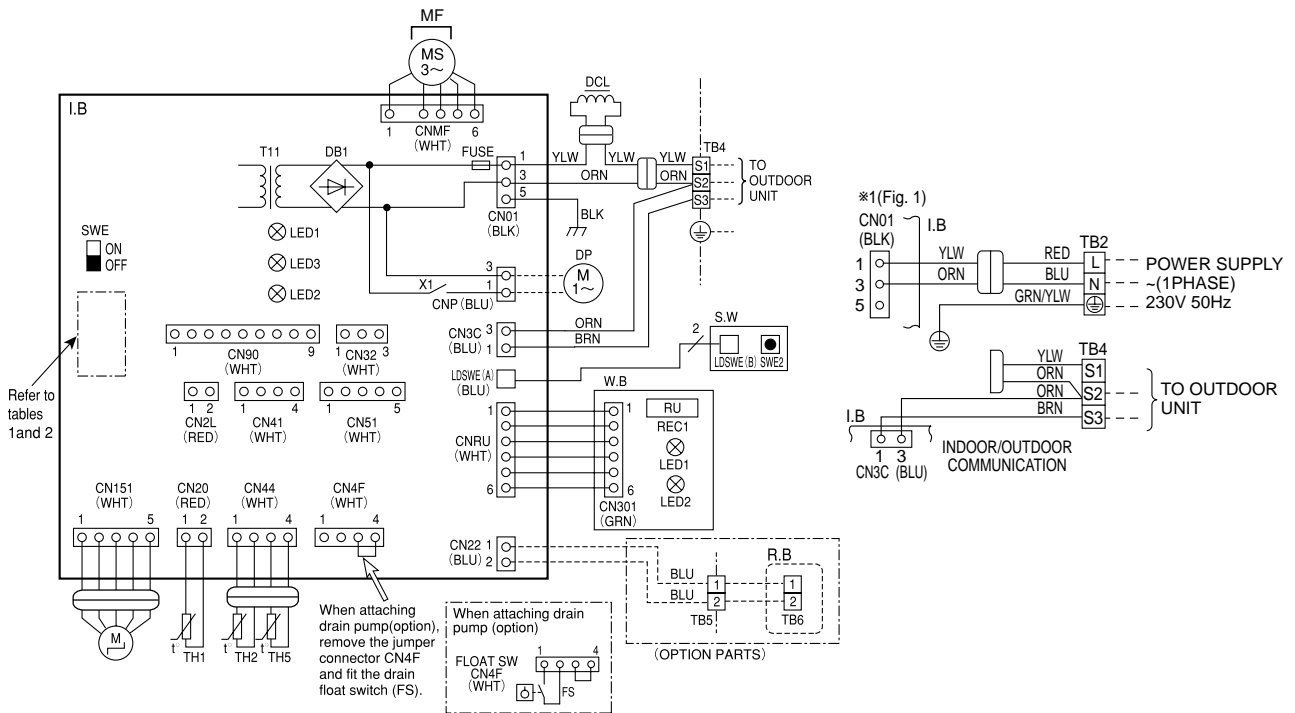 MF
MS
3～
I.B
1 6
CNMF
(WHT)
DCL
T11
DB1
FUSE
1
3
5
CN01
(BLK)
YLW YLW YLW
ORN ORN
BLK
TB4
S1
S2
S3
TO
OUTDOOR
UNIT
SWE
ON
OFF
LED1
LED3
LED2
X1
3
1
CNP (BLU)
DP
M
1～
1 9
CN90
(WHT)
1 3
CN32
(WHT)
CN3C
(BLU)
3
1
ORN
BRN
2
S.W
LDSWE (B) SWE2
LDSWE (A)
(BLU)
Refer to
tables
1and 2
1 2
CN2L
(RED)
1 4
CN41
(WHT)
1 5
CN51
(WHT)
1
CNRU
(WHT)
6
W.B
1
6
CN301
(GRN)
RU
REC1
LED1
LED2
CN151
(WHT)
1 5
CN20
(RED)
1 2
CN44
(WHT)
1 4
CN4F
(WHT)
1 4
CN22
(BLU)
1
2
M
t° TH1
t° TH2
t° TH5
When attaching
drain pump(option),
remove the jumper
connector CN4F
and fit the drain
float switch (FS).
When attaching drain
pump (option)
1 4
FLOAT SW
CN4F
(WHT)
FS
BLU
BLU
1
2
TB5
R.B
1
2
TB6
(OPTION PARTS)
※1(Fig. 1)
CN01
(BLK)
I.B
1
3
5
YLW
ORN
RED
BLU
GRN/YLW
TB2
L
N
POWER SUPPLY
~(1PHASE)
230V 50Hz
YLW
ORN
ORN
BRN
TB4
S1
S2
S3
TO OUTDOOR
UNIT
I.B
1 3
CN3C (BLU)
INDOOR/OUTDOOR
COMMUNICATION